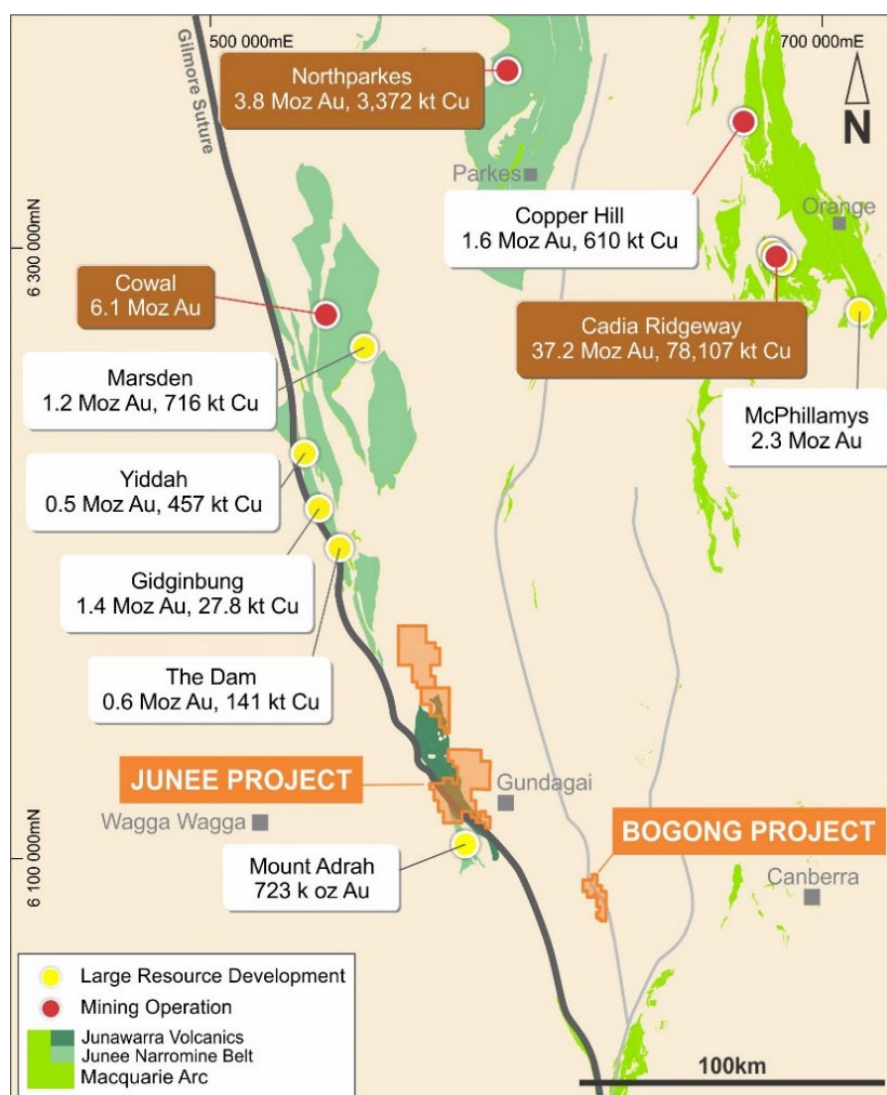 500 000mE
700 000mE
Gilmore Suture
Northparkes
3.8 Moz Au, 3,372 kt Cu
N
Parkes
Copper Hill
1.6 Moz Au, 610 kt Cu
Orange
6 300 000mN
Cowal
6.1 Moz Au
Cadia Ridgeway
37.2 Moz Au, 78,107 kt Cu
Marsden
1.2 Moz Au, 716 kt Cu
McPhillamys
2.3 Moz Au
Yiddah
0.5 Moz Au, 457 kt Cu
Gidginbung
1.4 Moz Au, 27.8 kt Cu
The Dam
0.6 Moz Au, 141 kt Cu
JUNEE PROJECT
Gundagai
Wagga Wagga
BOGONG PROJECT
Mount Adrah
723 k oz Au
6 100 000mN
Canberra
Large Resource Development
Mining Operation
Junawarra Volcanics
Junee Narromine Belt
Macquarie Arc
100km